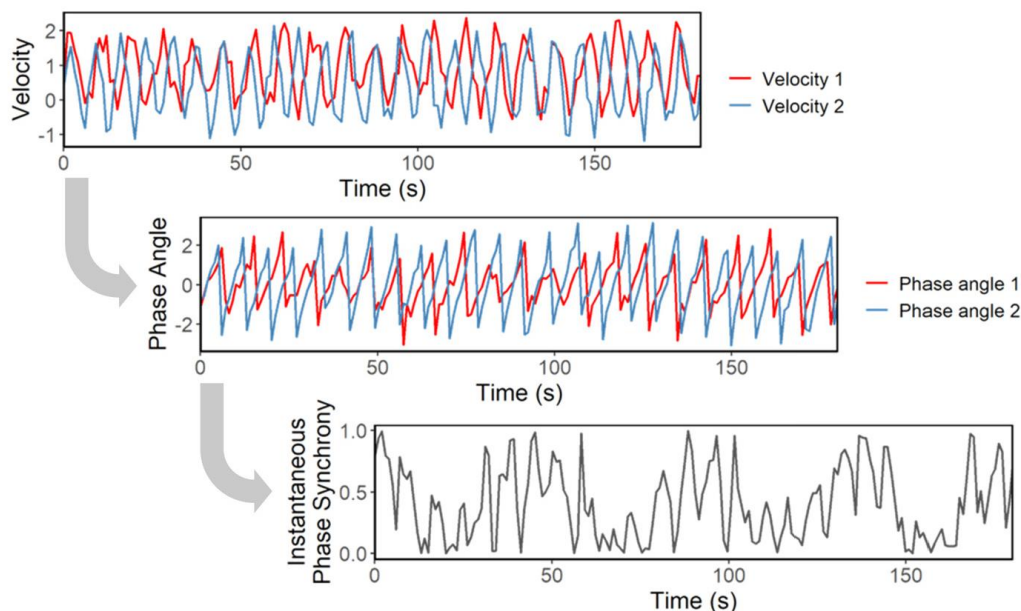 Velocity
2
1
0
-1
0
50
100
150
Time (s)
Velocity 1
Velocity 2
Phase Angle
2
0
-2
0
50
100
150
Time (s)
Phase angle 1
Phase angle 2
Instantaneous
Phase Synchrony
1.0
0.5
0.0
0
50
100
150
Time (s)